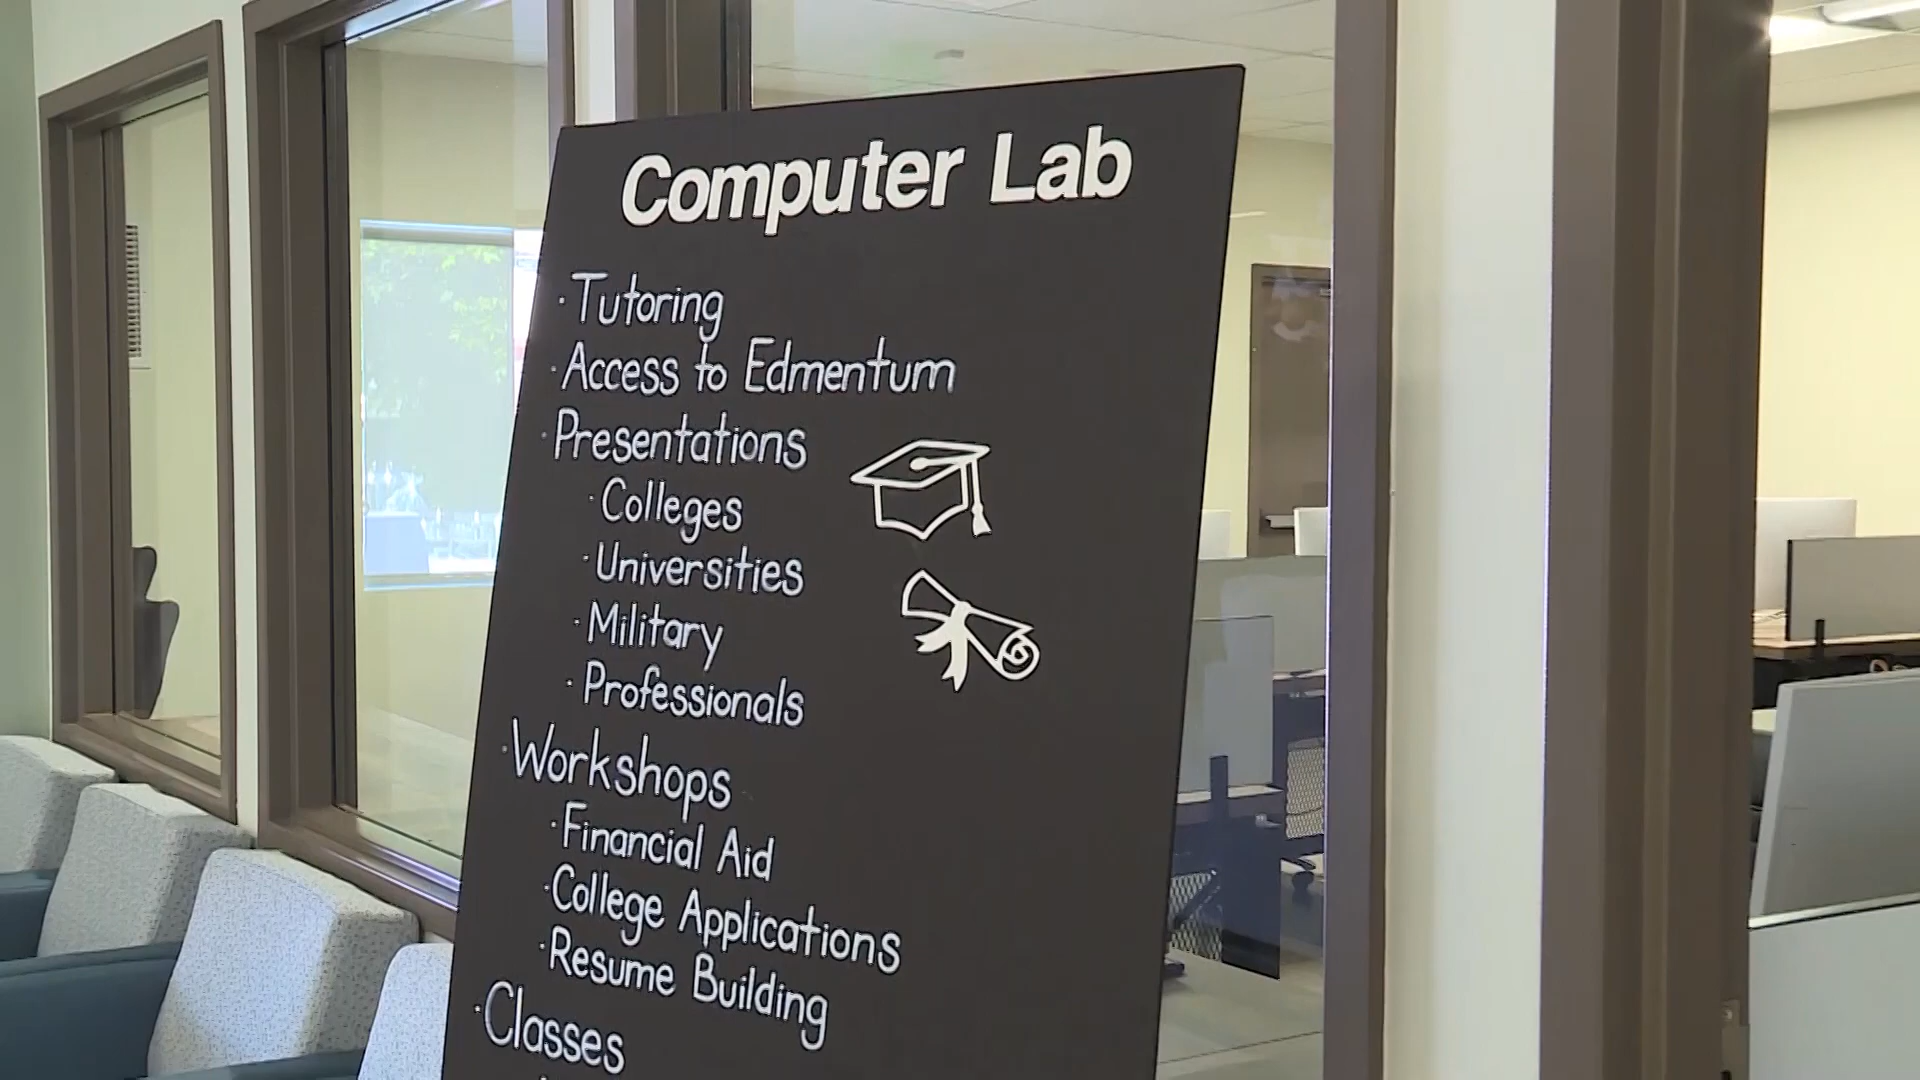 Computer Lab
· Tutoring
· Access to Edmentum
· Presentations
· Colleges
· Universities
· Military
· Professionals
· Workshops
· Financial Aid
· College Applications
· Resume Building
· Classes